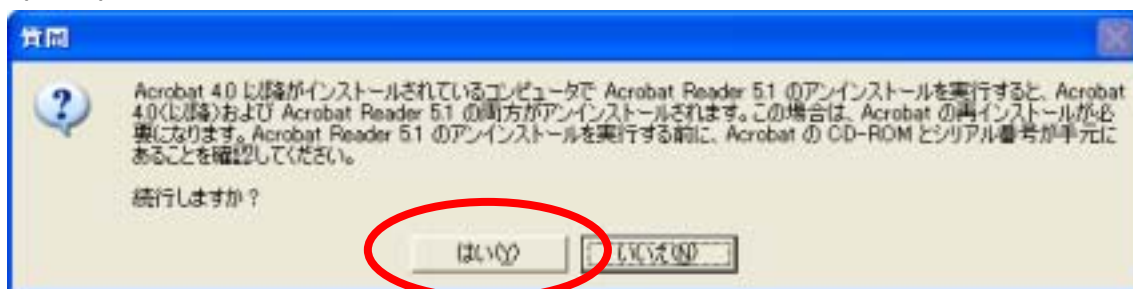 質問
Acrobat 4.0 以降がインストールされているコンピュータで Acrobat Reader 5.1 のアンインストールを実行すると、Acrobat
4.0(以降)および Acrobat Reader 5.1 の両方がアンインストールされます。この場合は、Acrobat の再インストールが必
要になります。Acrobat Reader 5.1 のアンインストールを実行する前に、Acrobat の CD-ROM とシリアル番号が手元に
あることを確認してください。
続行しますか？
はい(Y)
いいえ(N)